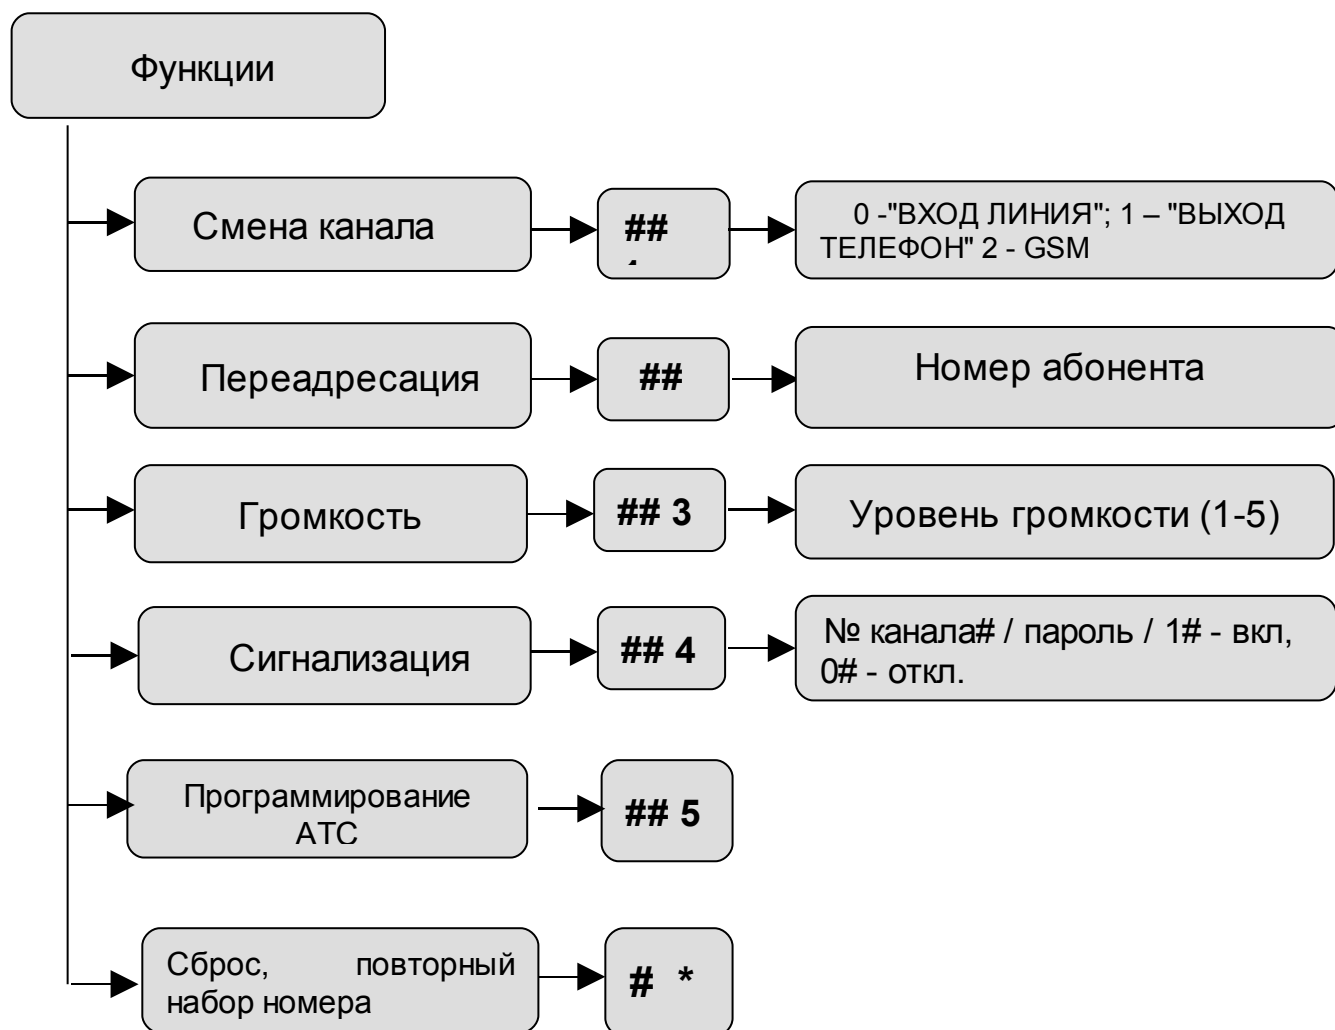 Функции
Смена канала
##
0 -"ВХОД ЛИНИЯ"; 1 – "ВЫХОД
ТЕЛЕФОН" 2 - GSM
Переадресация
##
Номер абонента
Громкость
## 3
Уровень громкости (1-5)
Сигнализация
## 4
№ канала# / пароль / 1# - вкл,
0# - откл.
Программирование
АТС
## 5
Сброс, повторный
набор номера
# *